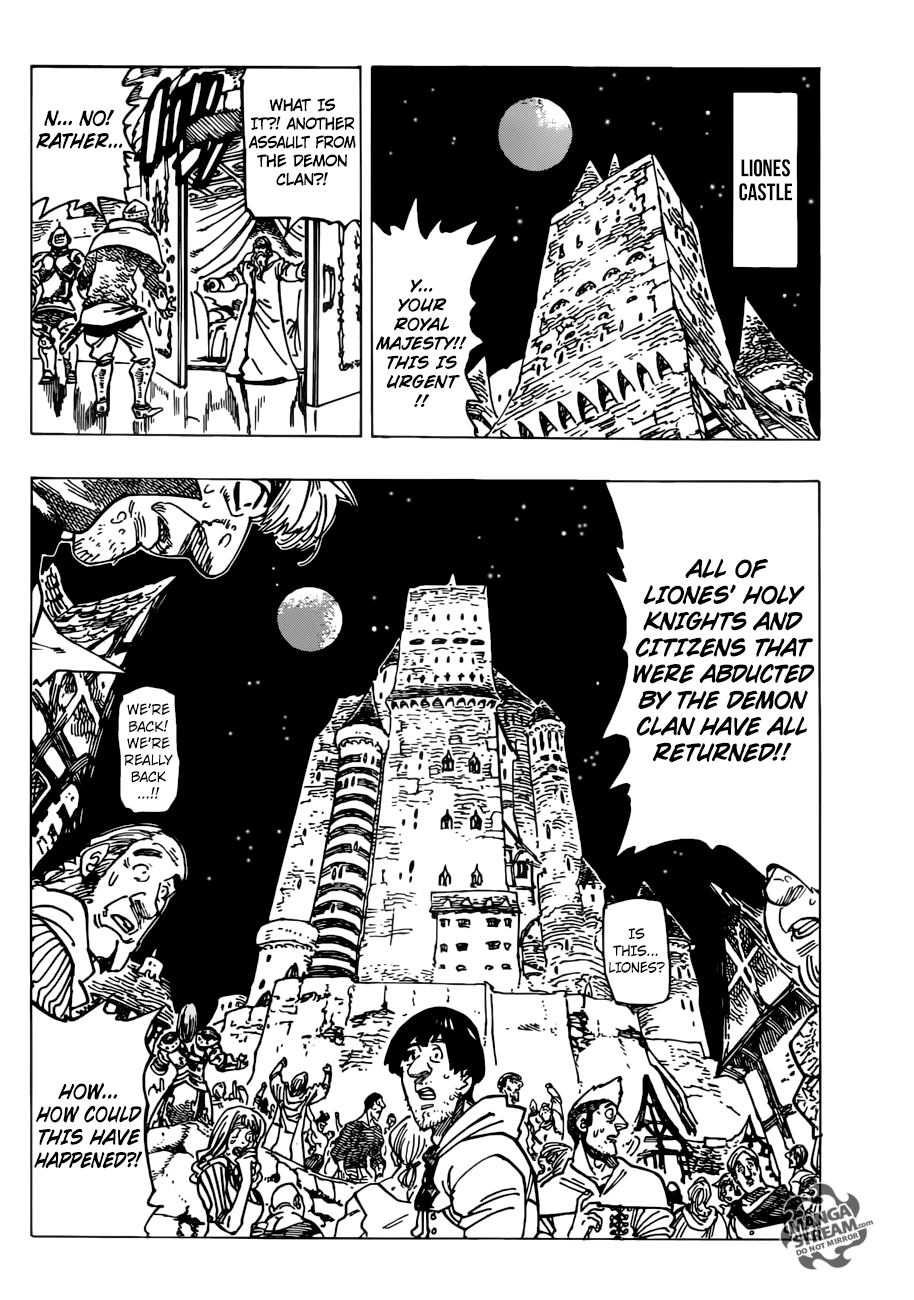 LIONES
CASTLE
Y...
YOUR
ROYAL
MAJESTY!!
THIS IS
URGENT
!!
WHAT IS
IT?! ANOTHER
ASSAULT FROM
THE DEMON
CLAN?!
N... NO!
RATHER...
ALL OF
LIONES' HOLY
KNIGHTS AND
CITIZENS THAT
WERE ABDUCTED
BY THE DEMON
CLAN HAVE ALL
RETURNED!!
WE'RE
BACK!
WE'RE
REALLY
BACK
...!!
IS
THIS...
LIONES?
HOW...
HOW COULD
THIS HAVE
HAPPENED?!
MANGA
STREAM.com
DO NOT MIRROR